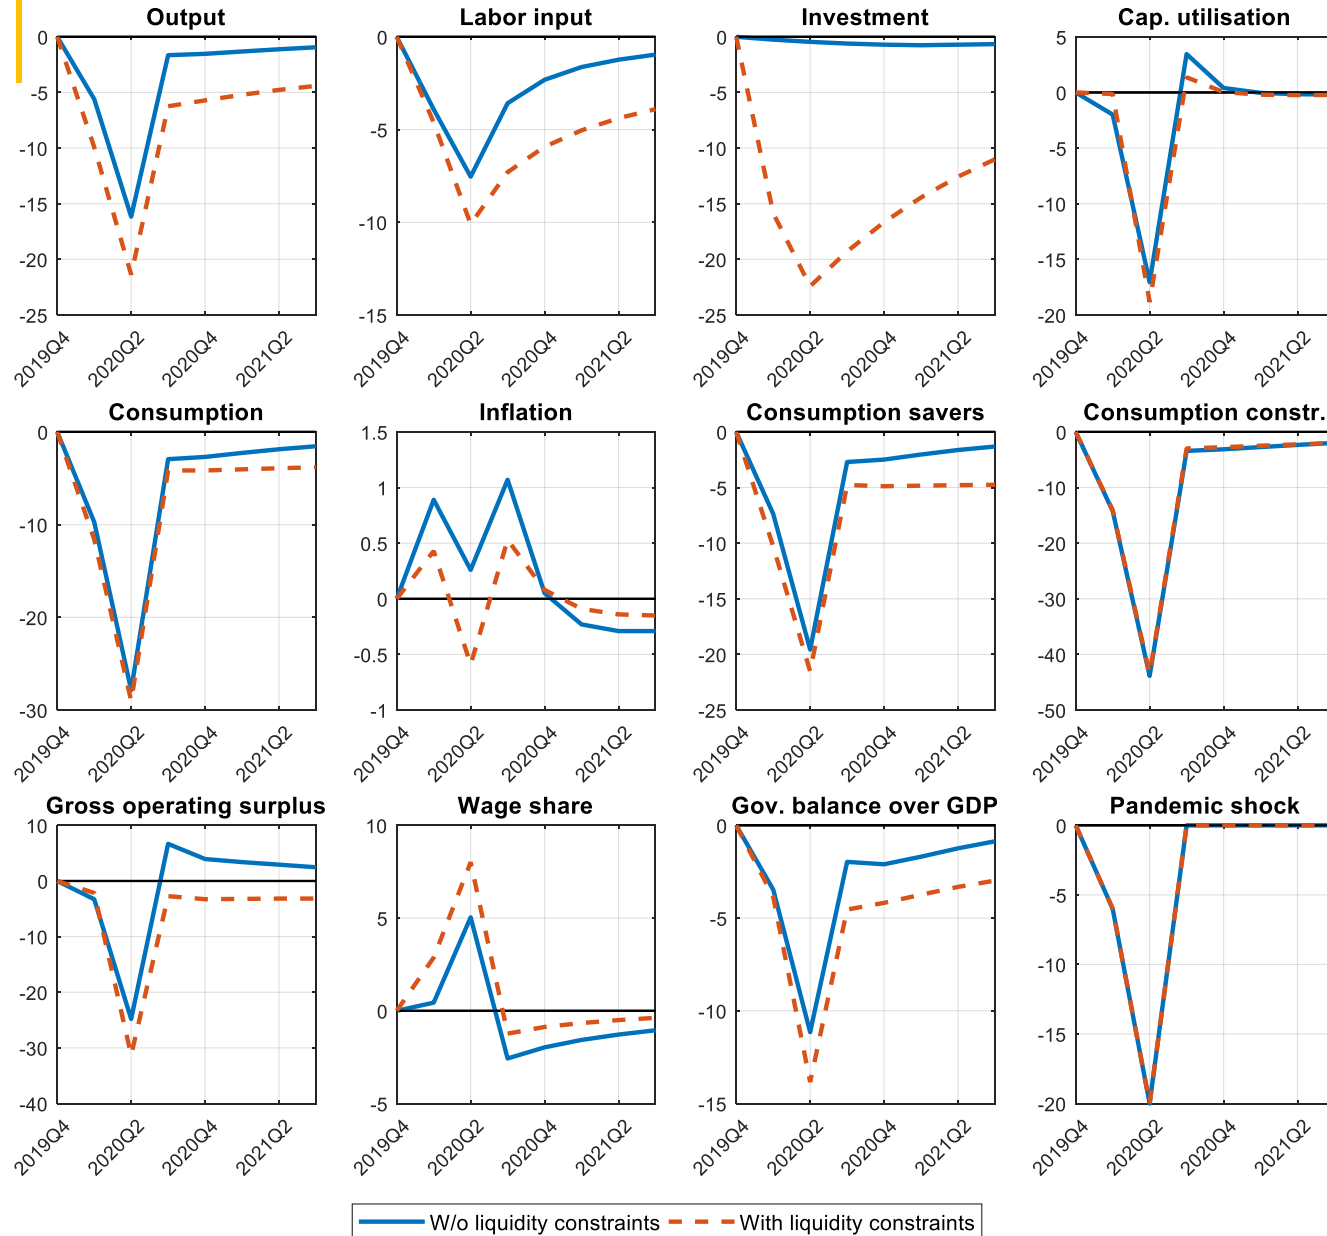 Output Labor input Investment Cap. utilisation
0 0 0 5
-5 -5 -5 0
-10 -10 -10 -5
-15 -15 -15 -10
-20 -20 -15
-25 -25 -20
2019Q4 2020Q2 2020Q4 2021Q2 2019Q4 2020Q2 2020Q4 2021Q2 2019Q4 2020Q2 2020Q4 2021Q2 2019Q4 2020Q2 2020Q4 2021Q2
Consumption Inflation Consumption savers Consumption constr.
0 1.5 0 0
-10 1 -5 -10
-20 0.5 -10 -20
-30 0 -15 -30
-0.5 -20 -40
-1 -25 -50
2019Q4 2020Q2 2020Q4 2021Q2 2019Q4 2020Q2 2020Q4 2021Q2 2019Q4 2020Q2 2020Q4 2021Q2 2019Q4 2020Q2 2020Q4 2021Q2
Gross operating surplus Wage share Gov. balance over GDP Pandemic shock
10 10 0 0
0 5 -5 -5
-10 0 -10 -10
-20 -5 -15 -15
-30 -20
-40
2019Q4 2020Q2 2020Q4 2021Q2 2019Q4 2020Q2 2020Q4 2021Q2 2019Q4 2020Q2 2020Q4 2021Q2 2019Q4 2020Q2 2020Q4 2021Q2
W/o liquidity constraints With liquidity constraints